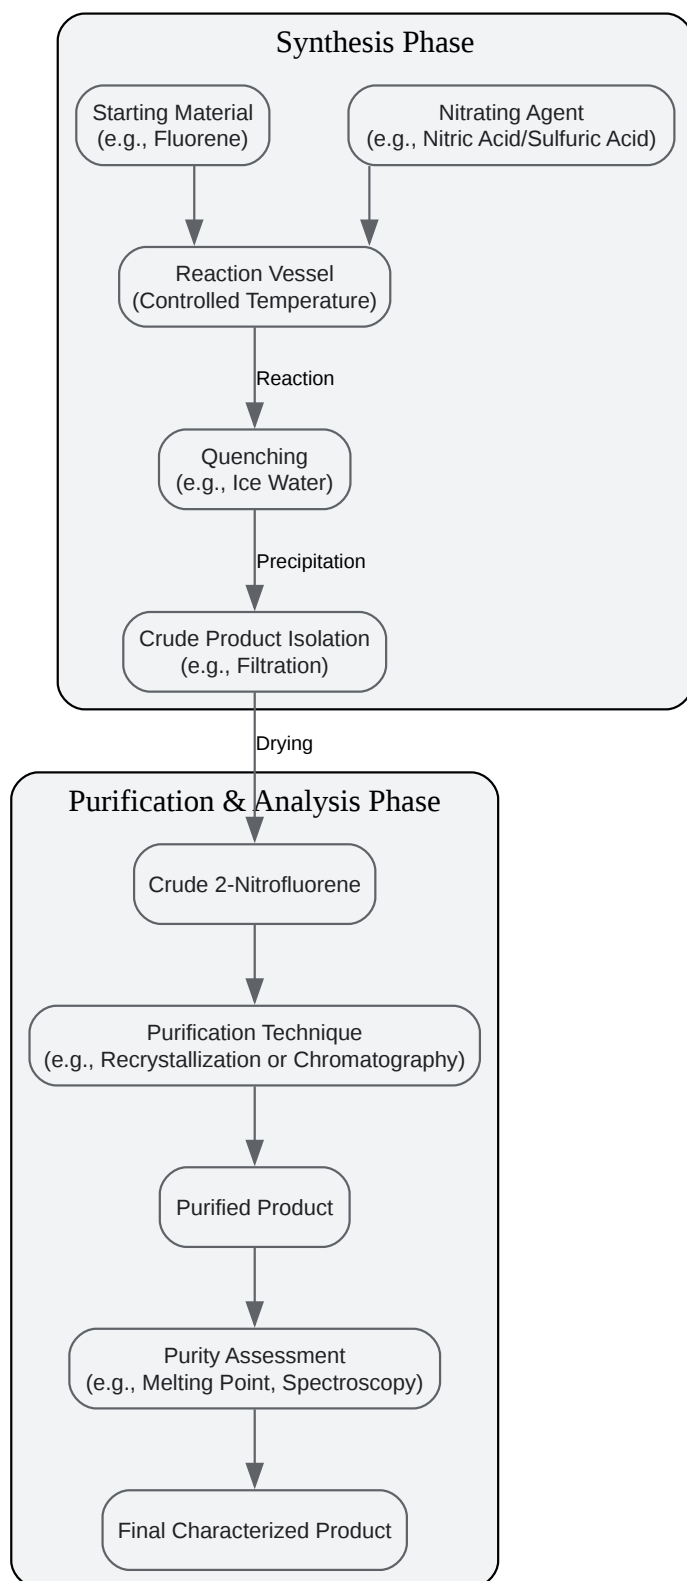 Synthesis Phase
Starting Material
(e.g., Fluorene)
Nitrating Agent
(e.g., Nitric Acid/Sulfuric Acid)
Reaction Vessel
(Controlled Temperature)
Reaction
Quenching
(e.g., Ice Water)
Precipitation
Crude Product Isolation
(e.g., Filtration)
Drying
Purification & Analysis Phase
Crude 2-Nitrofluorene
Purification Technique
(e.g., Recrystallization or Chromatography)
Purified Product
Purity Assessment
(e.g., Melting Point, Spectroscopy)
Final Characterized Product